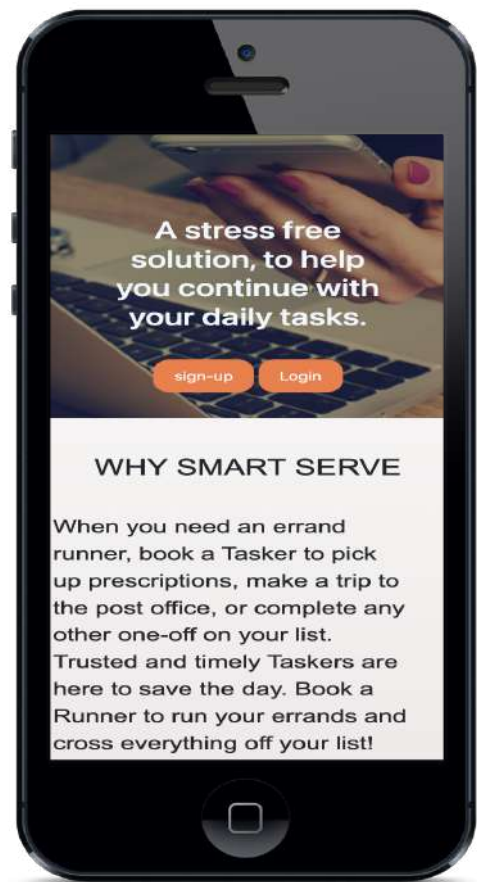 A stress free
solution, to help
you continue with
your daily tasks.
sign-up Login
WHY SMART SERVE
When you need an errand
runner, book a Tasker to pick
up prescriptions, make a trip to
the post office, or complete any
other one-off on your list.
Trusted and timely Taskers are
here to save the day. Book a
Runner to run your errands and
cross everything off your list!